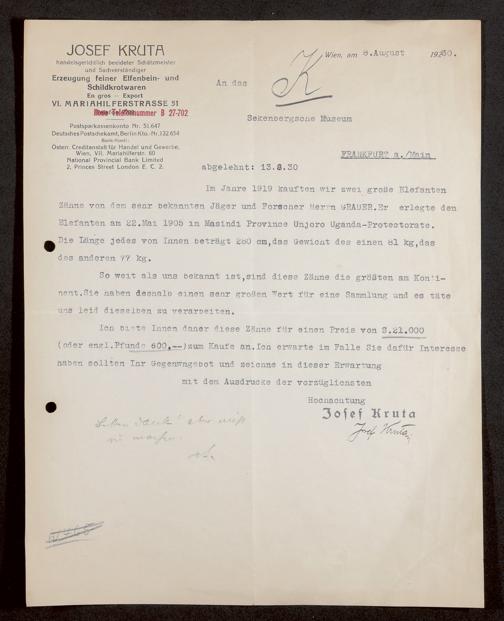 JOSEF KRUTA
handelsgerichtlich beeideter Schätzmeister
und Sachverständiger
Erzeugung feiner Elfenbein- und
Schildkrotwaren
En gros – Export
VI. MARIAHILFERSTRASSE 51
Neue Telefonnummer B 27-702
Postsparkassenkonto Nr. 51.647
Deutsches Postscheckamt, Berlin Kto.-Nr. 122.654
Österr. Creditanstalt für Handel und Gewerbe,
Wien, VII. Mariahilferstr. 60
National Provincial Bank Limited
2, Princes Street London E. C. 2.
Wien, am 8.August 1930.
K
An das
Sekenbergsche Museum
FRANKFURT a./Main
abgelehnt: 13.8.30
Im Jahre 1919 kauften wir zwei große Elefanten
Zähne von dem sehr bekannten Jäger und Forscher Herrn GRAUER.Er erlegte den
Elefanten am 22.Mai 1905 in Masindi Province Unjoro Uganda-Protectorate.
Die Länge jedes von Ihnen beträgt 260 cm,das Gewicht des einen 81 kg,das
des anderen 77 kg.
So weit als uns bekannt ist,sind diese Zähne die größten am Konti-
nent.Sie haben deshalb einen sehr großen Wert für eine Sammlung und es täte
uns leid dieselben zu verarbeiten.
Ich biete Ihnen daher diese Zähne für einen Preis von S.21.000
(oder engl.Pfunde 600,--)zum Kaufe an.Ich erwarte im Falle Sie dafür Interesse
haben sollten Ihr Gegenangebot und zeichne in dieser Erwartung
mit dem Ausdrucke der vorzüglichsten
Hochachtung
Josef Kruta
Josef Kruta